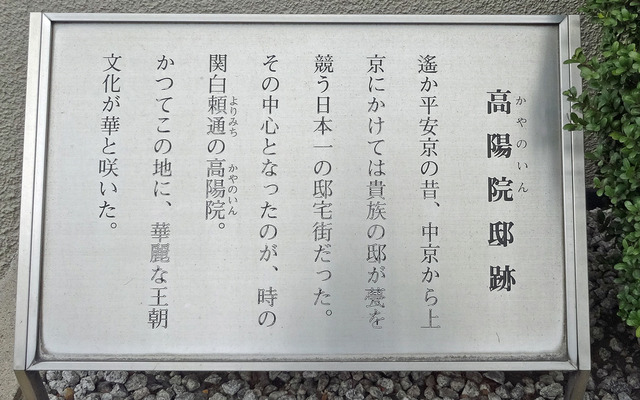 高陽院邸跡
かやのいん
遙か平安京の昔、中京から上
京にかけては貴族の邸が甍を
競う日本一の邸宅街だった。
その中心となったのが、時の
関白頼通の高陽院。
よりみち
かやのいん
かつてこの地に、華麗な王朝
文化が華と咲いた。